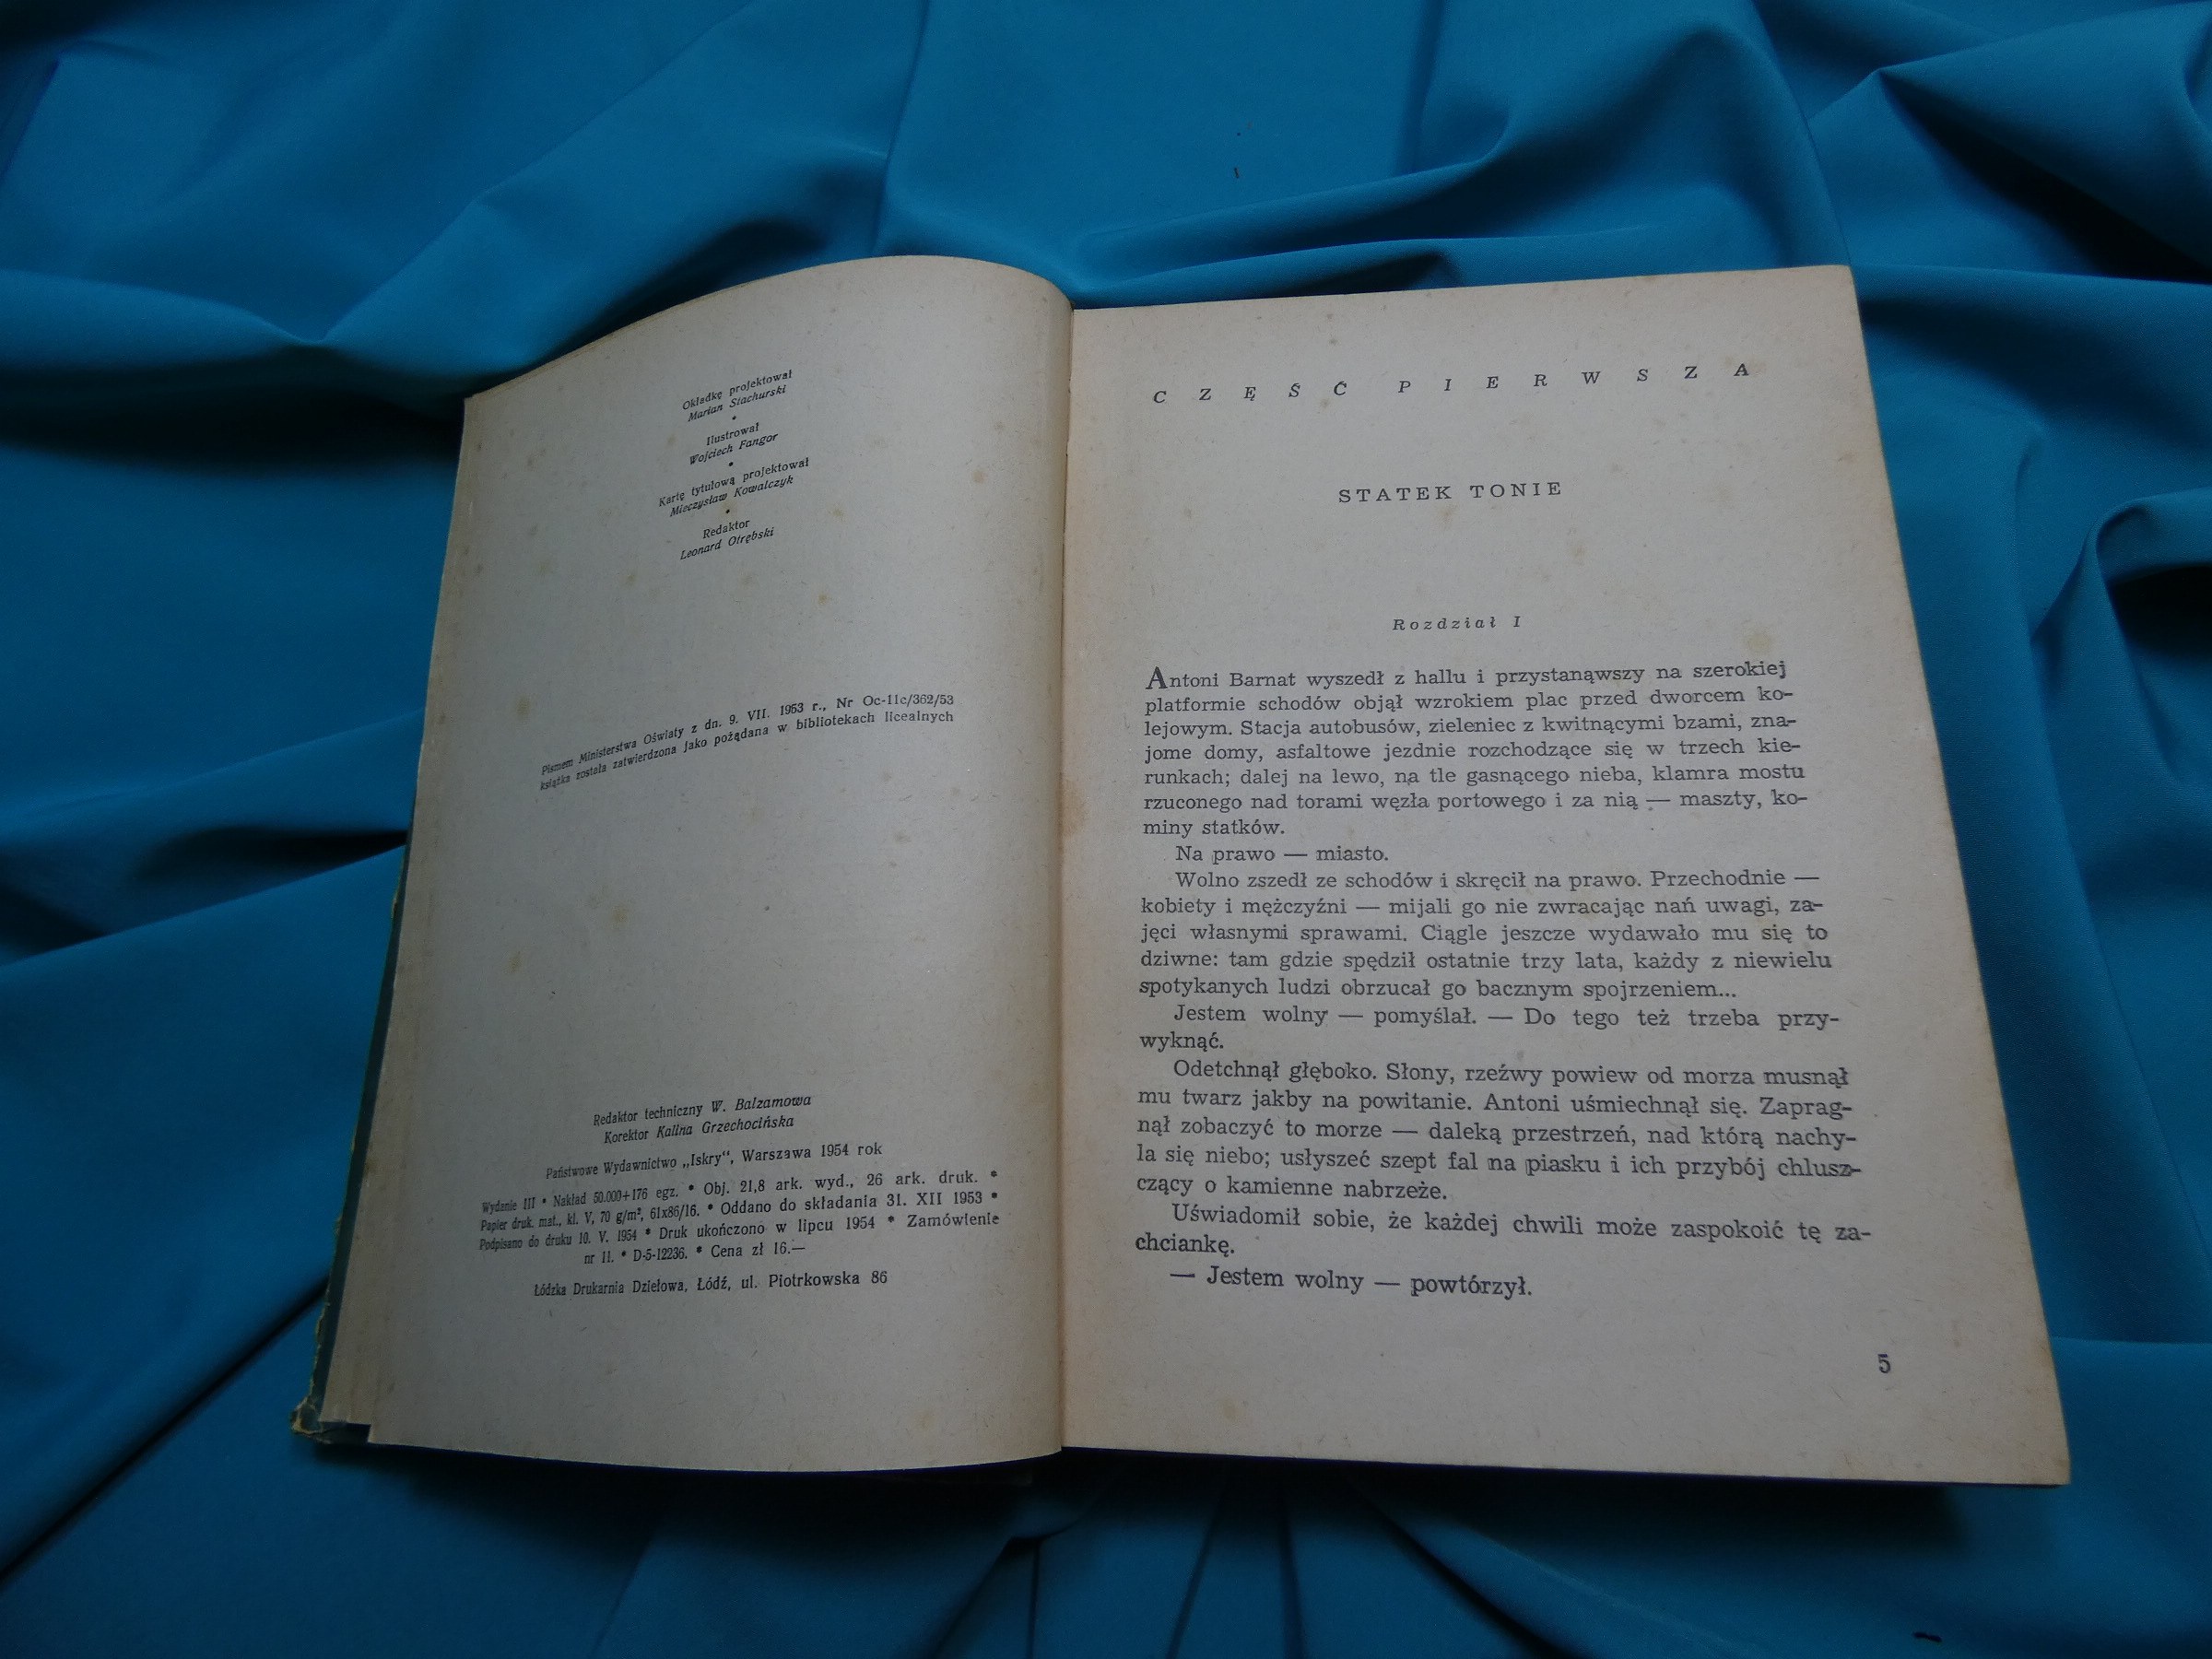 Okładkę projektował
Marian Stachurski
*
Ilustrował
Wojciech Fangor
*
Kartę tytułową projektował
Mieczysław Kowalczyk
*
Redaktor
Leonard Otrębski
Pismem Ministerstwa Oświaty z dn. 9. VII. 1953 r., Nr Oc-11c/362/53
książka została zatwierdzona jako pożądana w bibliotekach licealnych
Redaktor techniczny W. Balzamowa
Korektor Kalina Grzechocińska
Państwowe Wydawnictwo „Iskry“, Warszawa 1954 rok
Wydanie III * Nakład 50.000+176 egz. * Obj. 21,8 ark. wyd., 26 ark. druk. *
Papier druk. mat., kl. V, 70 g/m², 61x86/16. * Oddano do składania 31. XII 1953 *
Podpisano do druku 10. V. 1954 * Druk ukończono w lipcu 1954 * Zamówienie
nr 11. * D-5-12236. * Cena zł 16.—
Łódzka Drukarnia Dziełowa, Łódź, ul. Piotrkowska 86
CZĘŚĆ PIERWSZA
STATEK TONIE
Rozdział I
Antoni Barnat wyszedł z hallu i przystanąwszy na szerokiej
platformie schodów objął wzrokiem plac przed dworcem ko-
lejowym. Stacja autobusów, zieleniec z kwitnącymi bzami, zna-
jome domy, asfaltowe jezdnie rozchodzące się w trzech kie-
runkach; dalej na lewo, na tle gasnącego nieba, klamra mostu
rzuconego nad torami węzła portowego i za nią — maszty, ko-
miny statków.
Na prawo — miasto.
Wolno zszedł ze schodów i skręcił na prawo. Przechodnie —
kobiety i mężczyźni — mijali go nie zwracając nań uwagi, za-
jęci własnymi sprawami. Ciągle jeszcze wydawało mu się to
dziwne: tam gdzie spędził ostatnie trzy lata, każdy z niewielu
spotykanych ludzi obrzucał go bacznym spojrzeniem...
Jestem wolny — pomyślał. — Do tego też trzeba przy-
wyknąć.
Odetchnął głęboko. Słony, rzeźwy powiew od morza musnął
mu twarz jakby na powitanie. Antoni uśmiechnął się. Zaprag-
nął zobaczyć to morze — daleką przestrzeń, nad którą nachy-
la się niebo; usłyszeć szept fal na piasku i ich przybój chlusz-
czący o kamienne nabrzeże.
Uświadomił sobie, że każdej chwili może zaspokoić tę za-
chciankę.
— Jestem wolny — powtórzył.
5